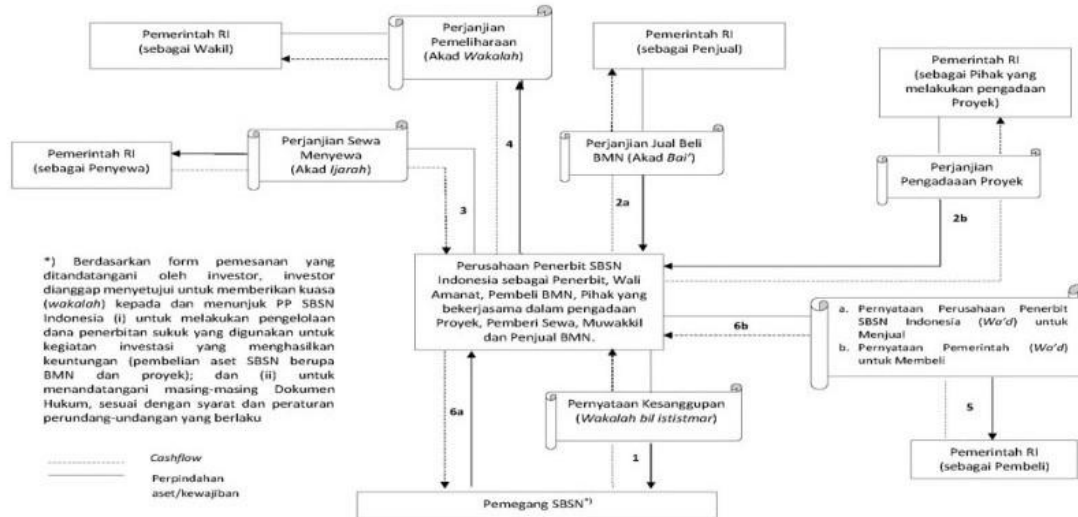 Pemerintah RI
(sebagai Wakil)
Perjanjian
Pemeliharaan
(Akad Wakalah)
Pemerintah RI
(sebagai Penjual)
Pemerintah RI
(sebagai Pihak yang
melakukan pengadaan
Proyek)
Pemerintah RI
(sebagai Penyewa)
Perjanjian Sewa
Menyewa
(Akad Ijarah)
4
Perjanjian Jual Beli
BMN (Akad Bai')
Perjanjian
Pengadaaan Proyek
3
2a
2b
*) Berdasarkan form pemesanan yang
ditandatangani oleh investor, investor
dianggap menyetujui untuk memberikan kuasa
(wakalah) kepada dan menunjuk PP SBSN
Indonesia (i) untuk melakukan pengelolaan
dana penerbitan sukuk yang digunakan untuk
kegiatan investasi yang menghasilkan
keuntungan (pembelian aset SBSN berupa
BMN dan proyek); dan (ii) untuk
menandatangani masing-masing Dokumen
Hukum, sesuai dengan syarat dan peraturan
perundang-undangan yang berlaku
Perusahaan Penerbit SBSN
Indonesia sebagai Penerbit, Wali
Amanat, Pembeli BMN, Pihak yang
bekerjasama dalam pengadaan
Proyek, Pemberi Sewa, Muwakkil
dan Penjual BMN.
6b
a. Pernyataan Perusahaan Penerbit
SBSN Indonesia (Wa'd) untuk
Menjual
b. Pernyataan Pemerintah (Wa'd)
untuk Membeli
6a
Pernyataan Kesanggupan
(Wakalah bil ististmar)
5
1
Pemerintah RI
(sebagai Pembeli)
Cashflow
Perpindahan
aset/kewajiban
Pemegang SBSN*)